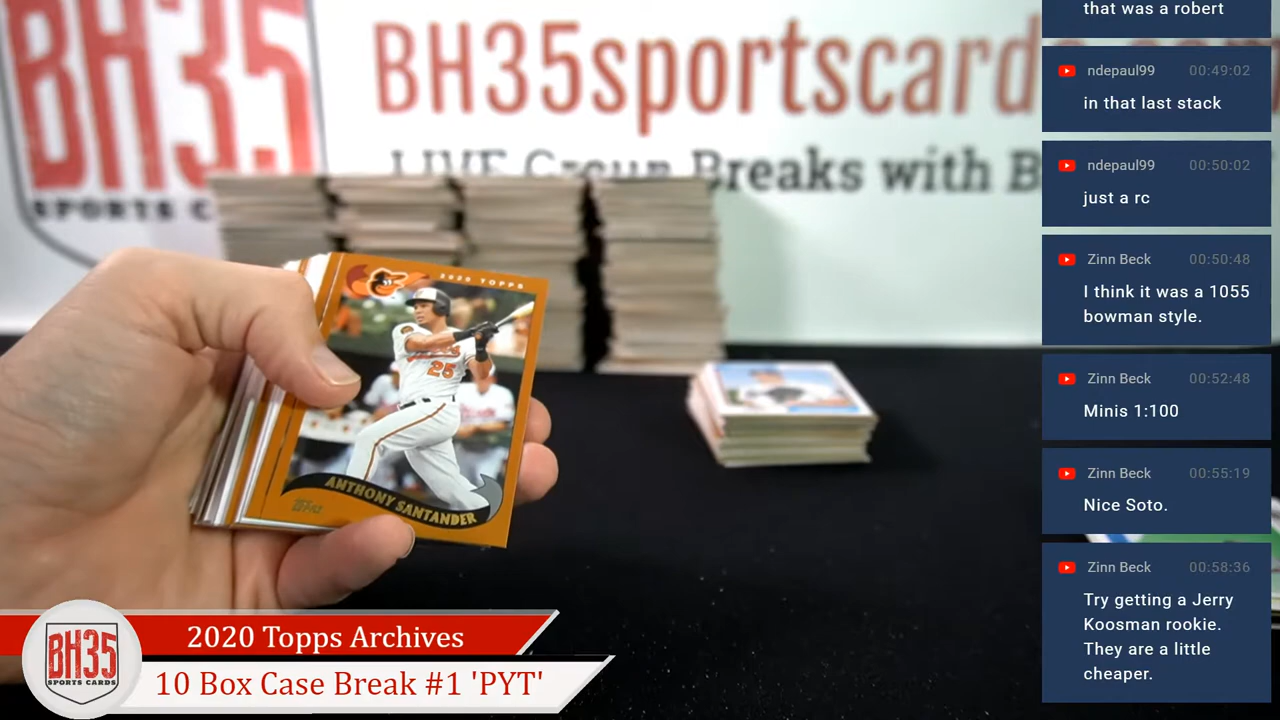 BH35
SPORTS C
BH35sportscard
LIVE Group Breaks with B
2020 TOPPS
25
ANTHONY SANTANDER
TOPPS
BH35
SPORTS CARDS
2020 Topps Archives
10 Box Case Break #1 'PYT'
that was a robert
ndepaul99 00:49:02
in that last stack
ndepaul99 00:50:02
just a rc
Zinn Beck 00:50:48
I think it was a 1055
bowman style.
Zinn Beck 00:52:48
Minis 1:100
Zinn Beck 00:55:19
Nice Soto.
Zinn Beck 00:58:36
Try getting a Jerry
Koosman rookie.
They are a little
cheaper.